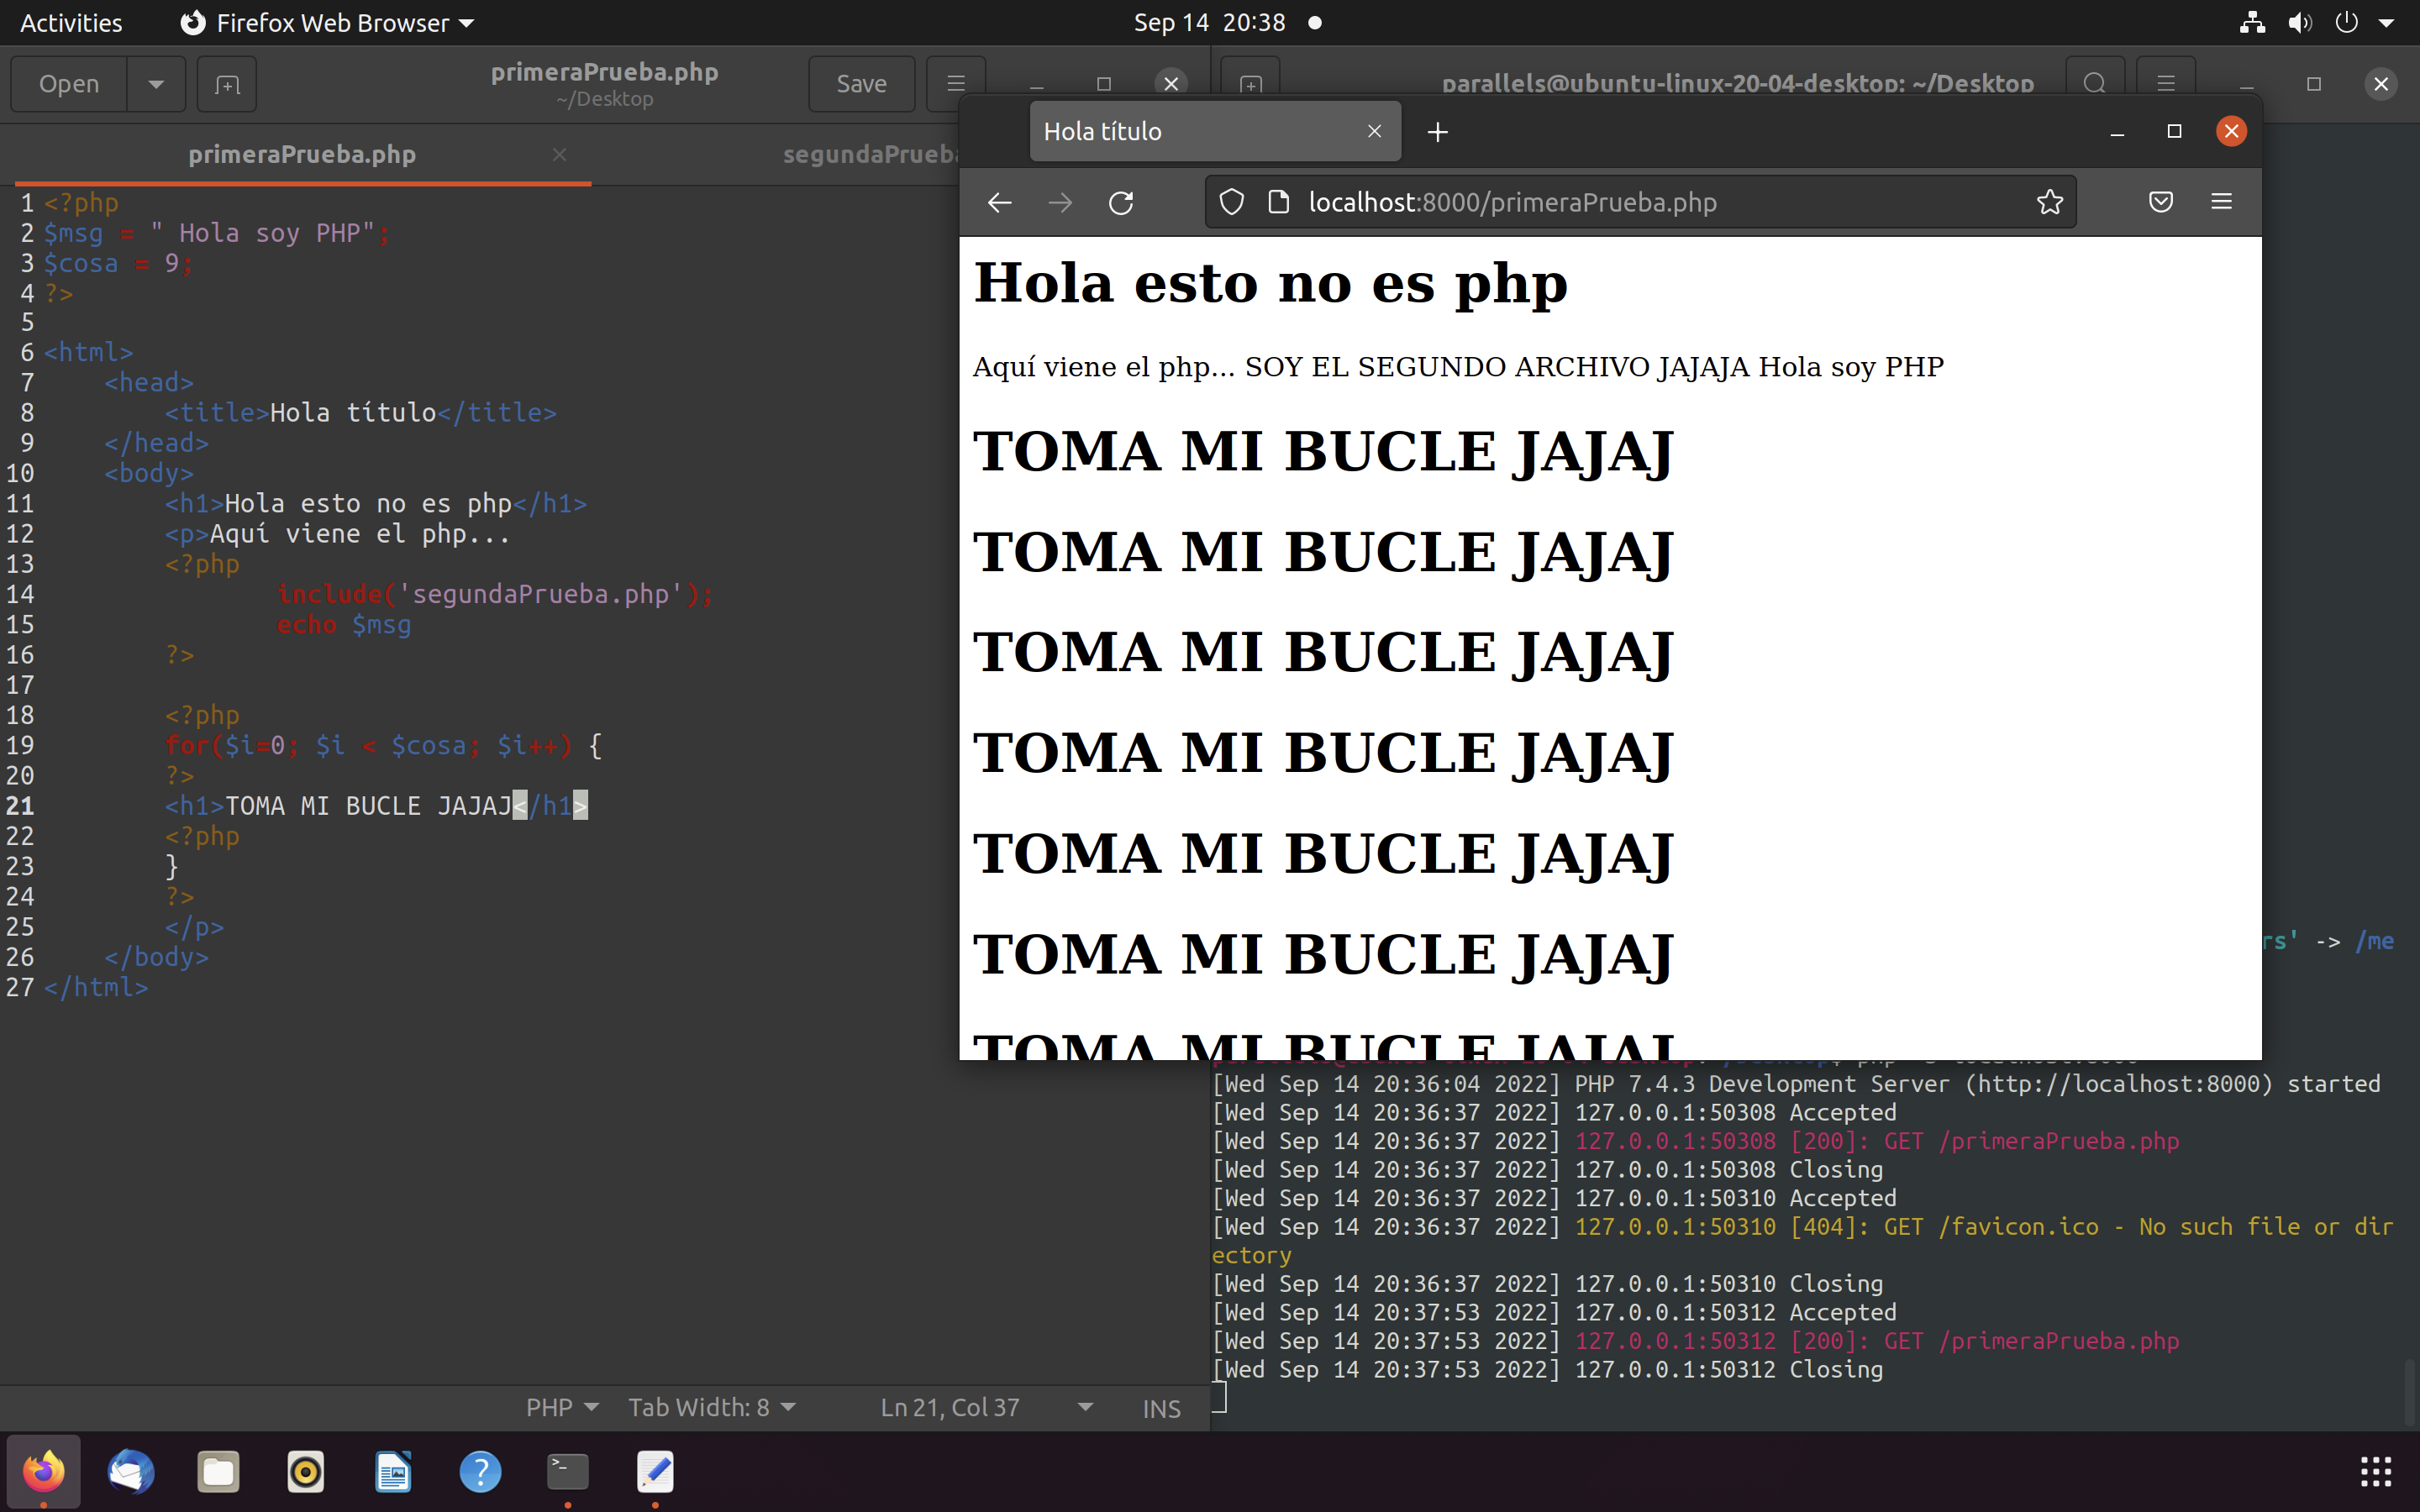 Activities
Firefox Web Browser
Sep 14 20:38
Open
primeraPrueba.php
~/Desktop
Save
parallels@ubuntu-linux-20-04-desktop: ~/Desktop
primeraPrueba.php
1 <?php
2 $msg = " Hola soy PHP";
3 $cosa = 9;
4 ?>
5
6 <html>
7 <head>
8 <title>Hola título</title>
9 </head>
10 <body>
11 <h1>Hola esto no es php</h1>
12 <p>Aquí viene el php...
13 <?php
14 include('segundaPrueba.php');
15 echo $msg
16 ?>
17
18 <?php
19 for($i=0; $i < $cosa; $i++) {
20 ?>
21 <h1>TOMA MI BUCLE JAJAJ</h1>
22 <?php
23 }
24 ?>
25 </p>
26 </body>
27 </html>
PHP
Tab Width: 8
Ln 21, Col 37
INS
Hola título
localhost:8000/primeraPrueba.php
Hola esto no es php
Aquí viene el php... SOY EL SEGUNDO ARCHIVO JAJAJA Hola soy PHP
TOMA MI BUCLE JAJAJ
TOMA MI BUCLE JAJAJ
TOMA MI BUCLE JAJAJ
TOMA MI BUCLE JAJAJ
TOMA MI BUCLE JAJAJ
TOMA MI BUCLE JAJAJ
TOMA MI BUCLE JAJAJ
rs' -> /me
[Wed Sep 14 20:36:04 2022] PHP 7.4.3 Development Server (http://localhost:8000) started
[Wed Sep 14 20:36:37 2022] 127.0.0.1:50308 Accepted
[Wed Sep 14 20:36:37 2022] 127.0.0.1:50308 [200]: GET /primeraPrueba.php
[Wed Sep 14 20:36:37 2022] 127.0.0.1:50308 Closing
[Wed Sep 14 20:36:37 2022] 127.0.0.1:50310 Accepted
[Wed Sep 14 20:36:37 2022] 127.0.0.1:50310 [404]: GET /favicon.ico - No such file or dir
ectory
[Wed Sep 14 20:36:37 2022] 127.0.0.1:50310 Closing
[Wed Sep 14 20:37:53 2022] 127.0.0.1:50312 Accepted
[Wed Sep 14 20:37:53 2022] 127.0.0.1:50312 [200]: GET /primeraPrueba.php
[Wed Sep 14 20:37:53 2022] 127.0.0.1:50312 Closing